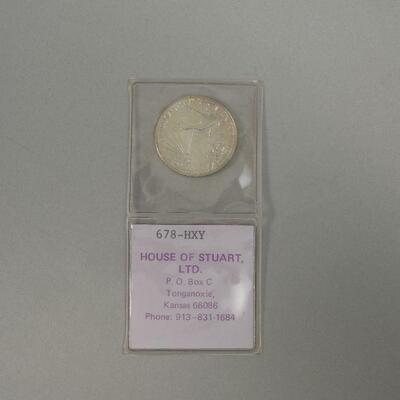 678-HXY
HOUSE OF STUART,
LTD.
P. O. Box C
Tonganoxie,
Kansas 66086
Phone: 913-831-1684